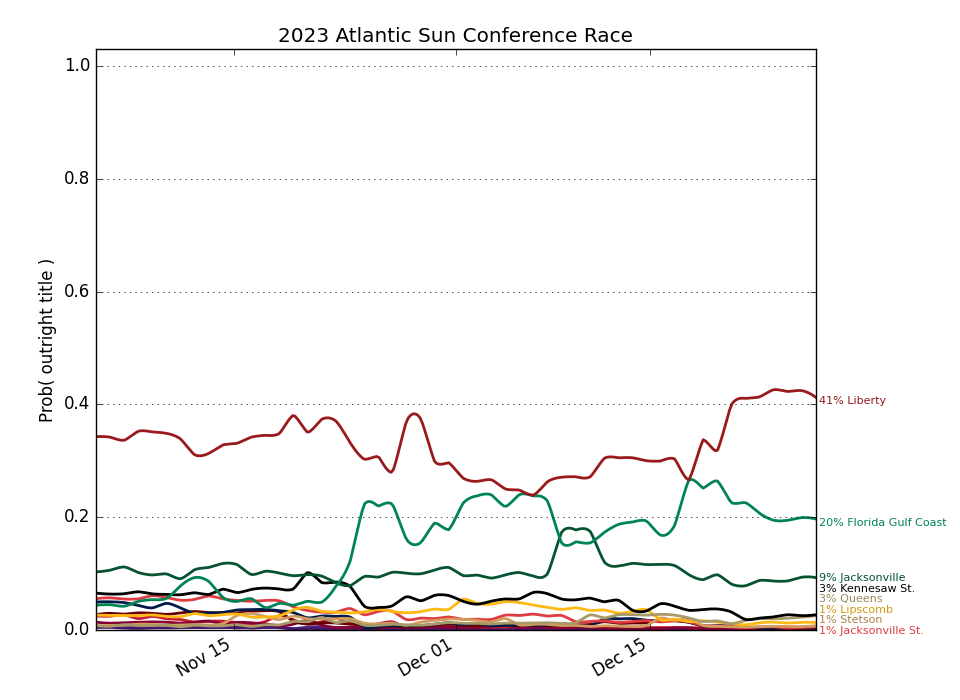 2023 Atlantic Sun Conference Race
Prob( outright title )
1.0
0.8
0.6
0.4
0.2
0.0
Nov 15
Dec 01
Dec 15
41% Liberty
20% Florida Gulf Coast
9% Jacksonville
3% Kennesaw St.
3% Queens
1% Lipscomb
1% Stetson
1% Jacksonville St.